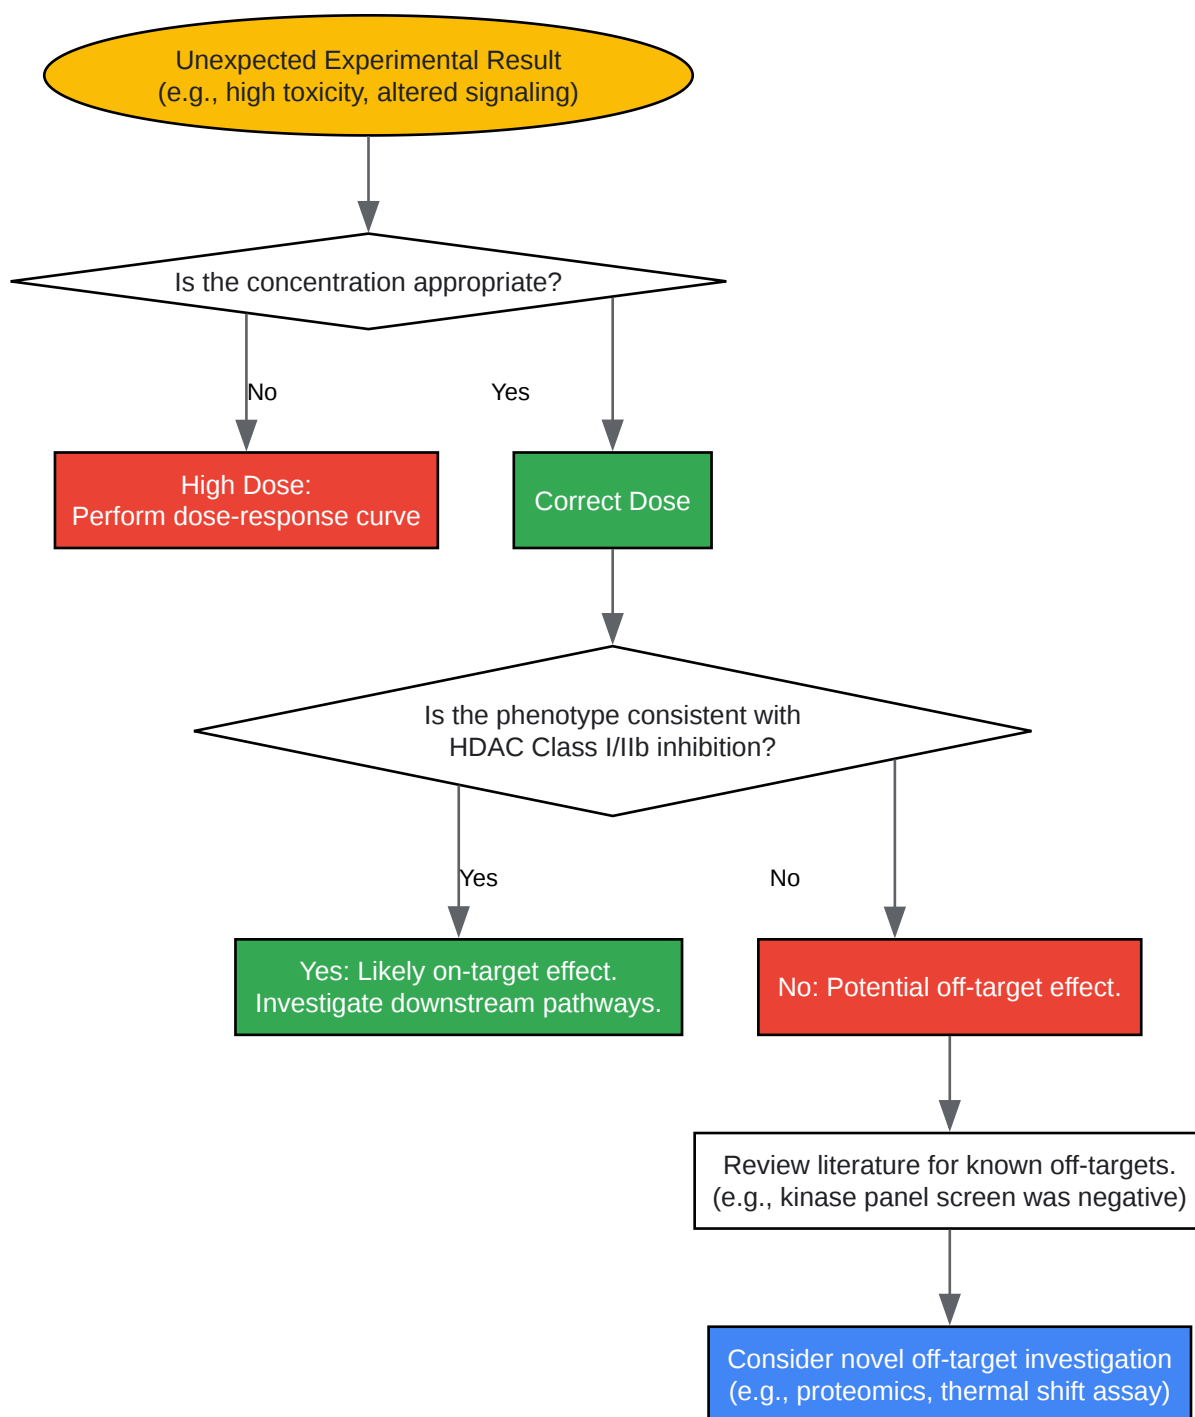 Unexpected Experimental Result
(e.g., high toxicity, altered signaling)
Is the concentration appropriate?
No
Yes
High Dose:
Perform dose-response curve
Correct Dose
Is the phenotype consistent with
HDAC Class I/IIb inhibition?
Yes
No
Yes: Likely on-target effect.
Investigate downstream pathways.
No: Potential off-target effect.
Review literature for known off-targets.
(e.g., kinase panel screen was negative)
Consider novel off-target investigation
(e.g., proteomics, thermal shift assay)